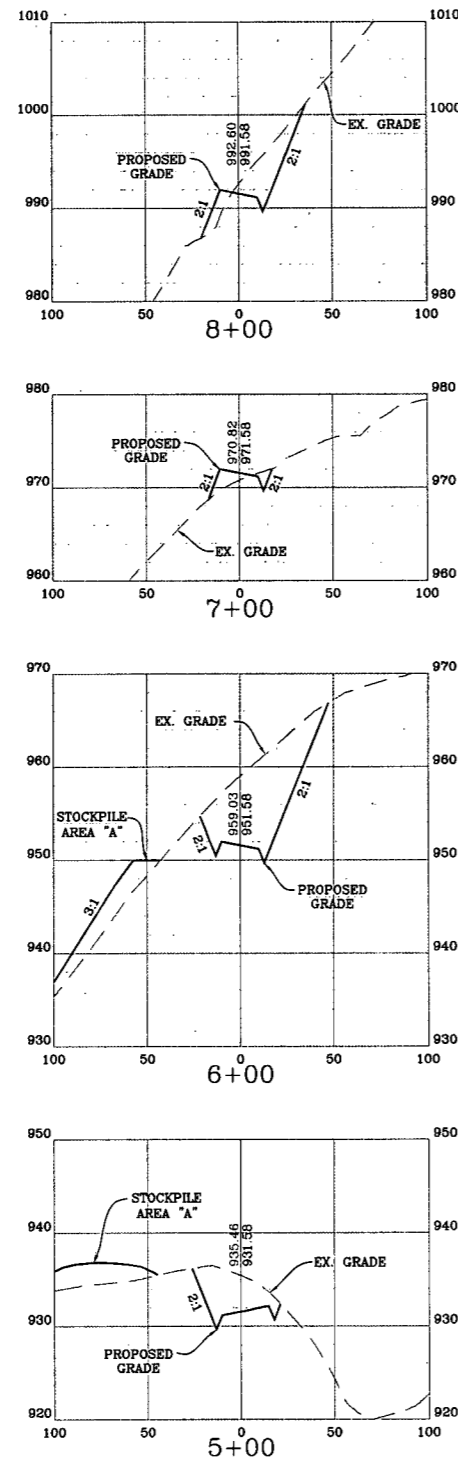 1010 1010
1000 1000
990 990
980 980
992.60
991.58
EX. GRADE
PROPOSED
GRADE
2:1
2:1
100 50 0 50 100
8+00
980 980
970 970
960 960
970.82
971.58
PROPOSED
GRADE
2:1
2:1
EX. GRADE
100 50 0 50 100
7+00
970 970
960 960
950 950
940 940
930 930
EX. GRADE
959.03
951.58
STOCKPILE
AREA "A"
2:1
2:1
3:1
PROPOSED
GRADE
100 50 0 50 100
6+00
950 950
940 940
930 930
920 920
STOCKPILE
AREA "A"
935.46
931.58
EX. GRADE
2:1
PROPOSED
GRADE
100 50 0 50 100
5+00